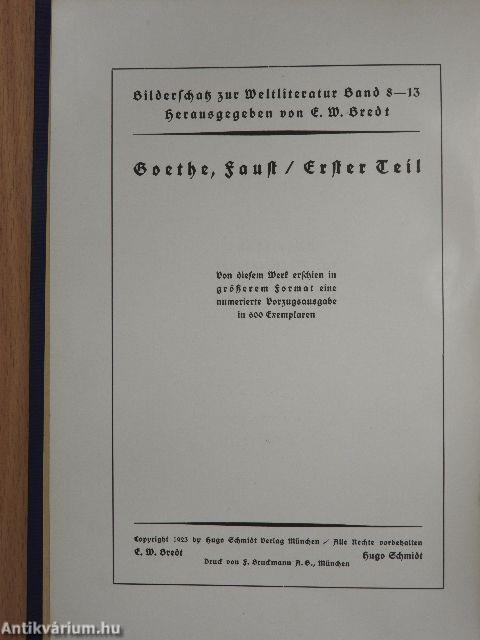 Bilderschatz zur Weltliteratur Band 8—13
Herausgegeben von E. W. Bredt
Goethe, Faust / Erster Teil
Von diesem Werk erschien in
größerem Format eine
numerierte Vorzugsausgabe
in 600 Exemplaren
Copyright 1923 by Hugo Schmidt Verlag München / Alle Rechte vorbehalten
E. W. Bredt Hugo Schmidt
Druck von F. Bruckmann A. G., München
Antikvárium.hu